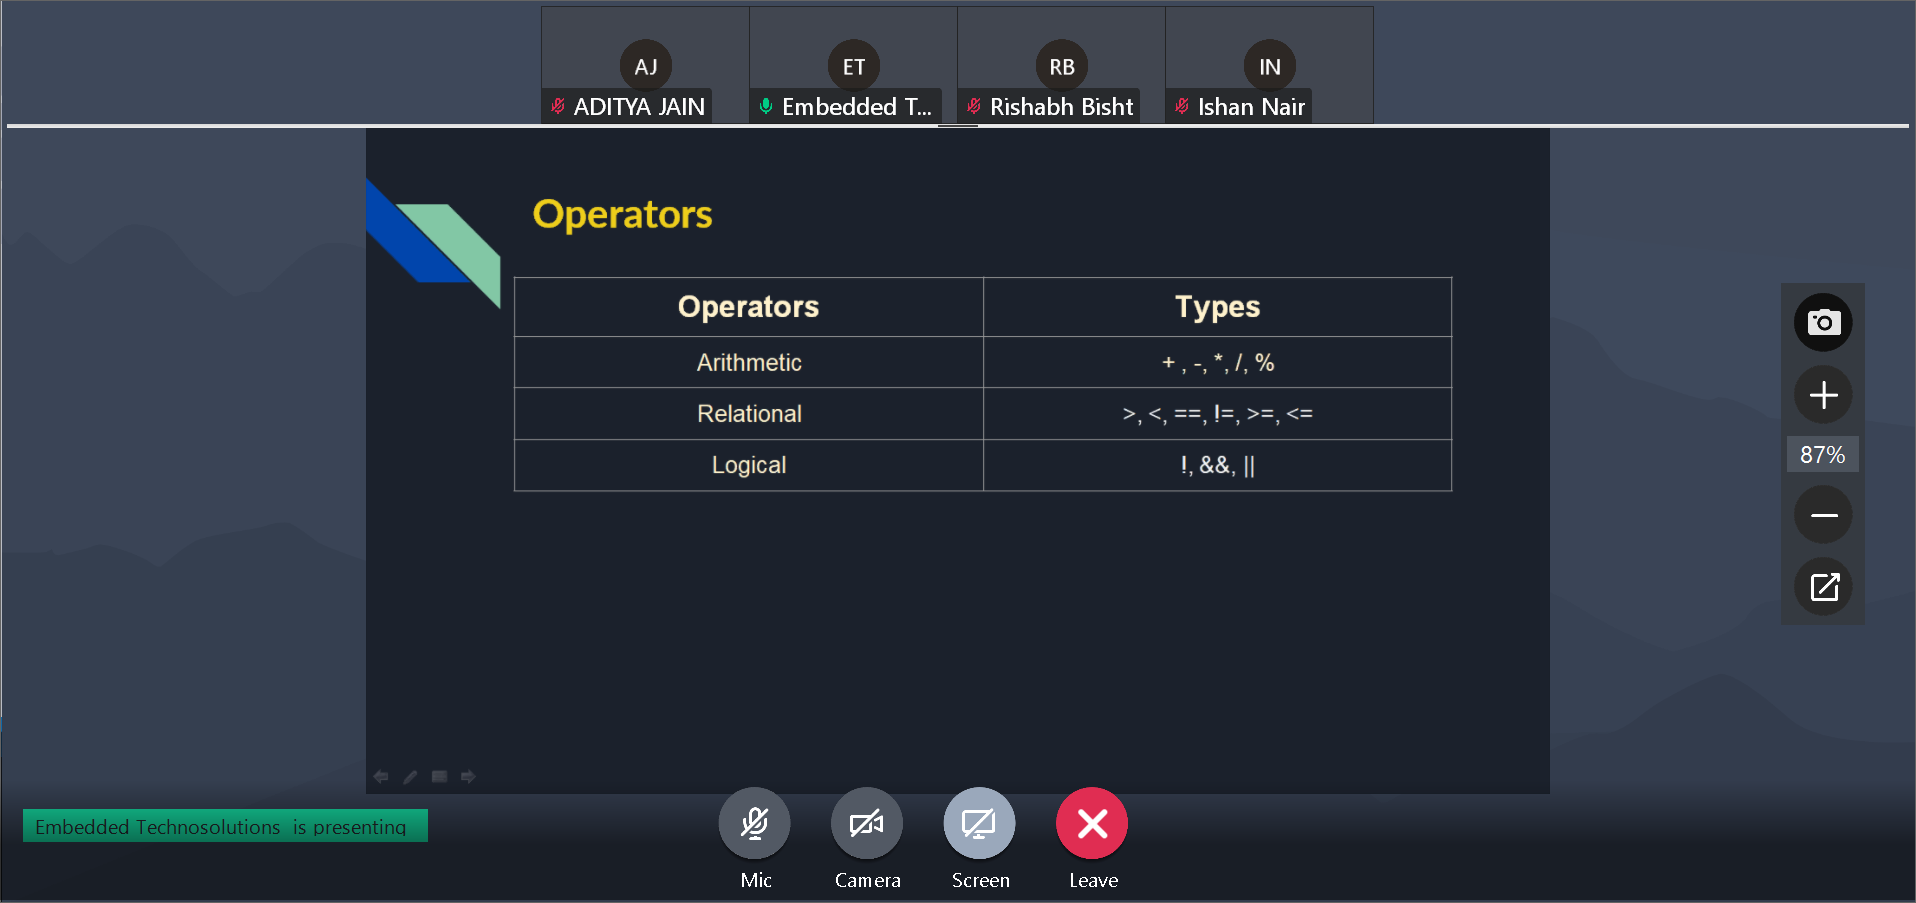 AJ
ADITYA JAIN
ET
Embedded T...
RB
Rishabh Bisht
IN
Ishan Nair
Operators
Operators Types
Arithmetic + , -, *, /, %
Relational >, <, ==, !=, >=, <=
Logical !, &&, ||
87%
Embedded Technosolutions is presenting
Mic Camera Screen Leave